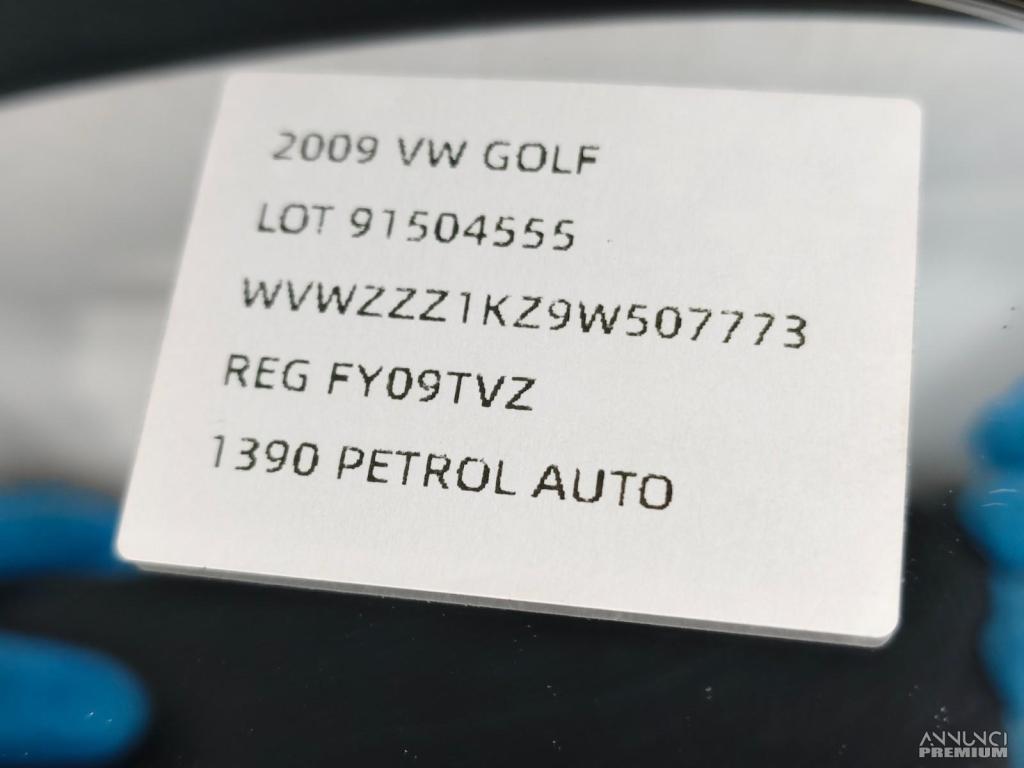 2009 VW GOLF
LOT 91504555
WVWZZZ1KZ9W507773
REG FY09TVZ
1390 PETROL AUTO
ANNUNCI
PREMIUM